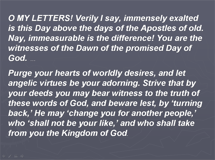 O MY LETTERS! Verily I say, immensely exalted
is this Day above the days of the Apostles of old.
Nay, immeasurable is the difference! You are the
witnesses of the Dawn of the promised Day of
God. ...
Purge your hearts of worldly desires, and let
angelic virtues be your adorning. Strive that by
your deeds you may bear witness to the truth of
these words of God, and beware lest, by 'turning
back,' He may 'change you for another people,'
who 'shall not be your like,' and who shall take
from you the Kingdom of God